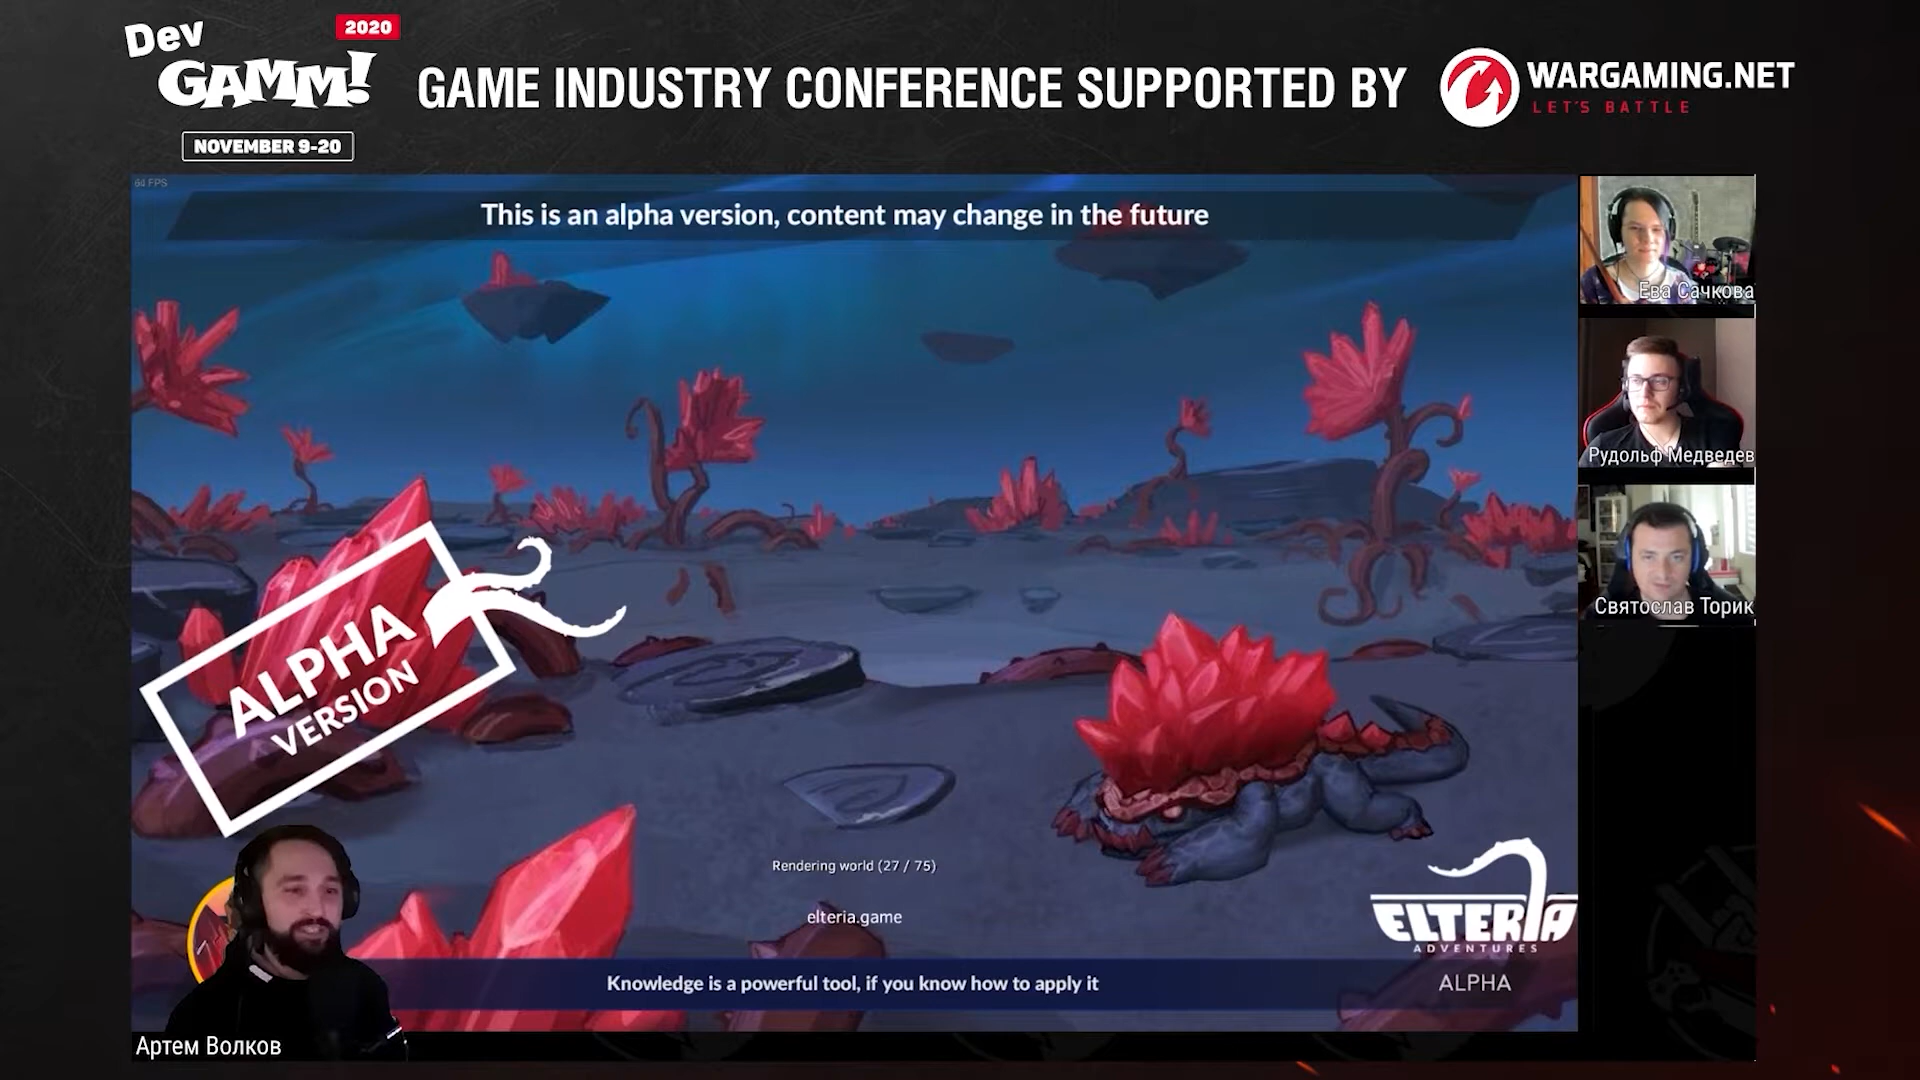 Dev
2020
GAMM!
NOVEMBER 9-20
GAME INDUSTRY CONFERENCE SUPPORTED BY
WARGAMING.NET
LET'S BATTLE
64 FPS
This is an alpha version, content may change in the future
Ева Сачкова
Рудольф Медведев
Святослав Торик
ALPHA
VERSION
Rendering world (27 / 75)
elteria.game
ELTERIA
ADVENTURES
ALPHA
Knowledge is a powerful tool, if you know how to apply it
Артем Волков